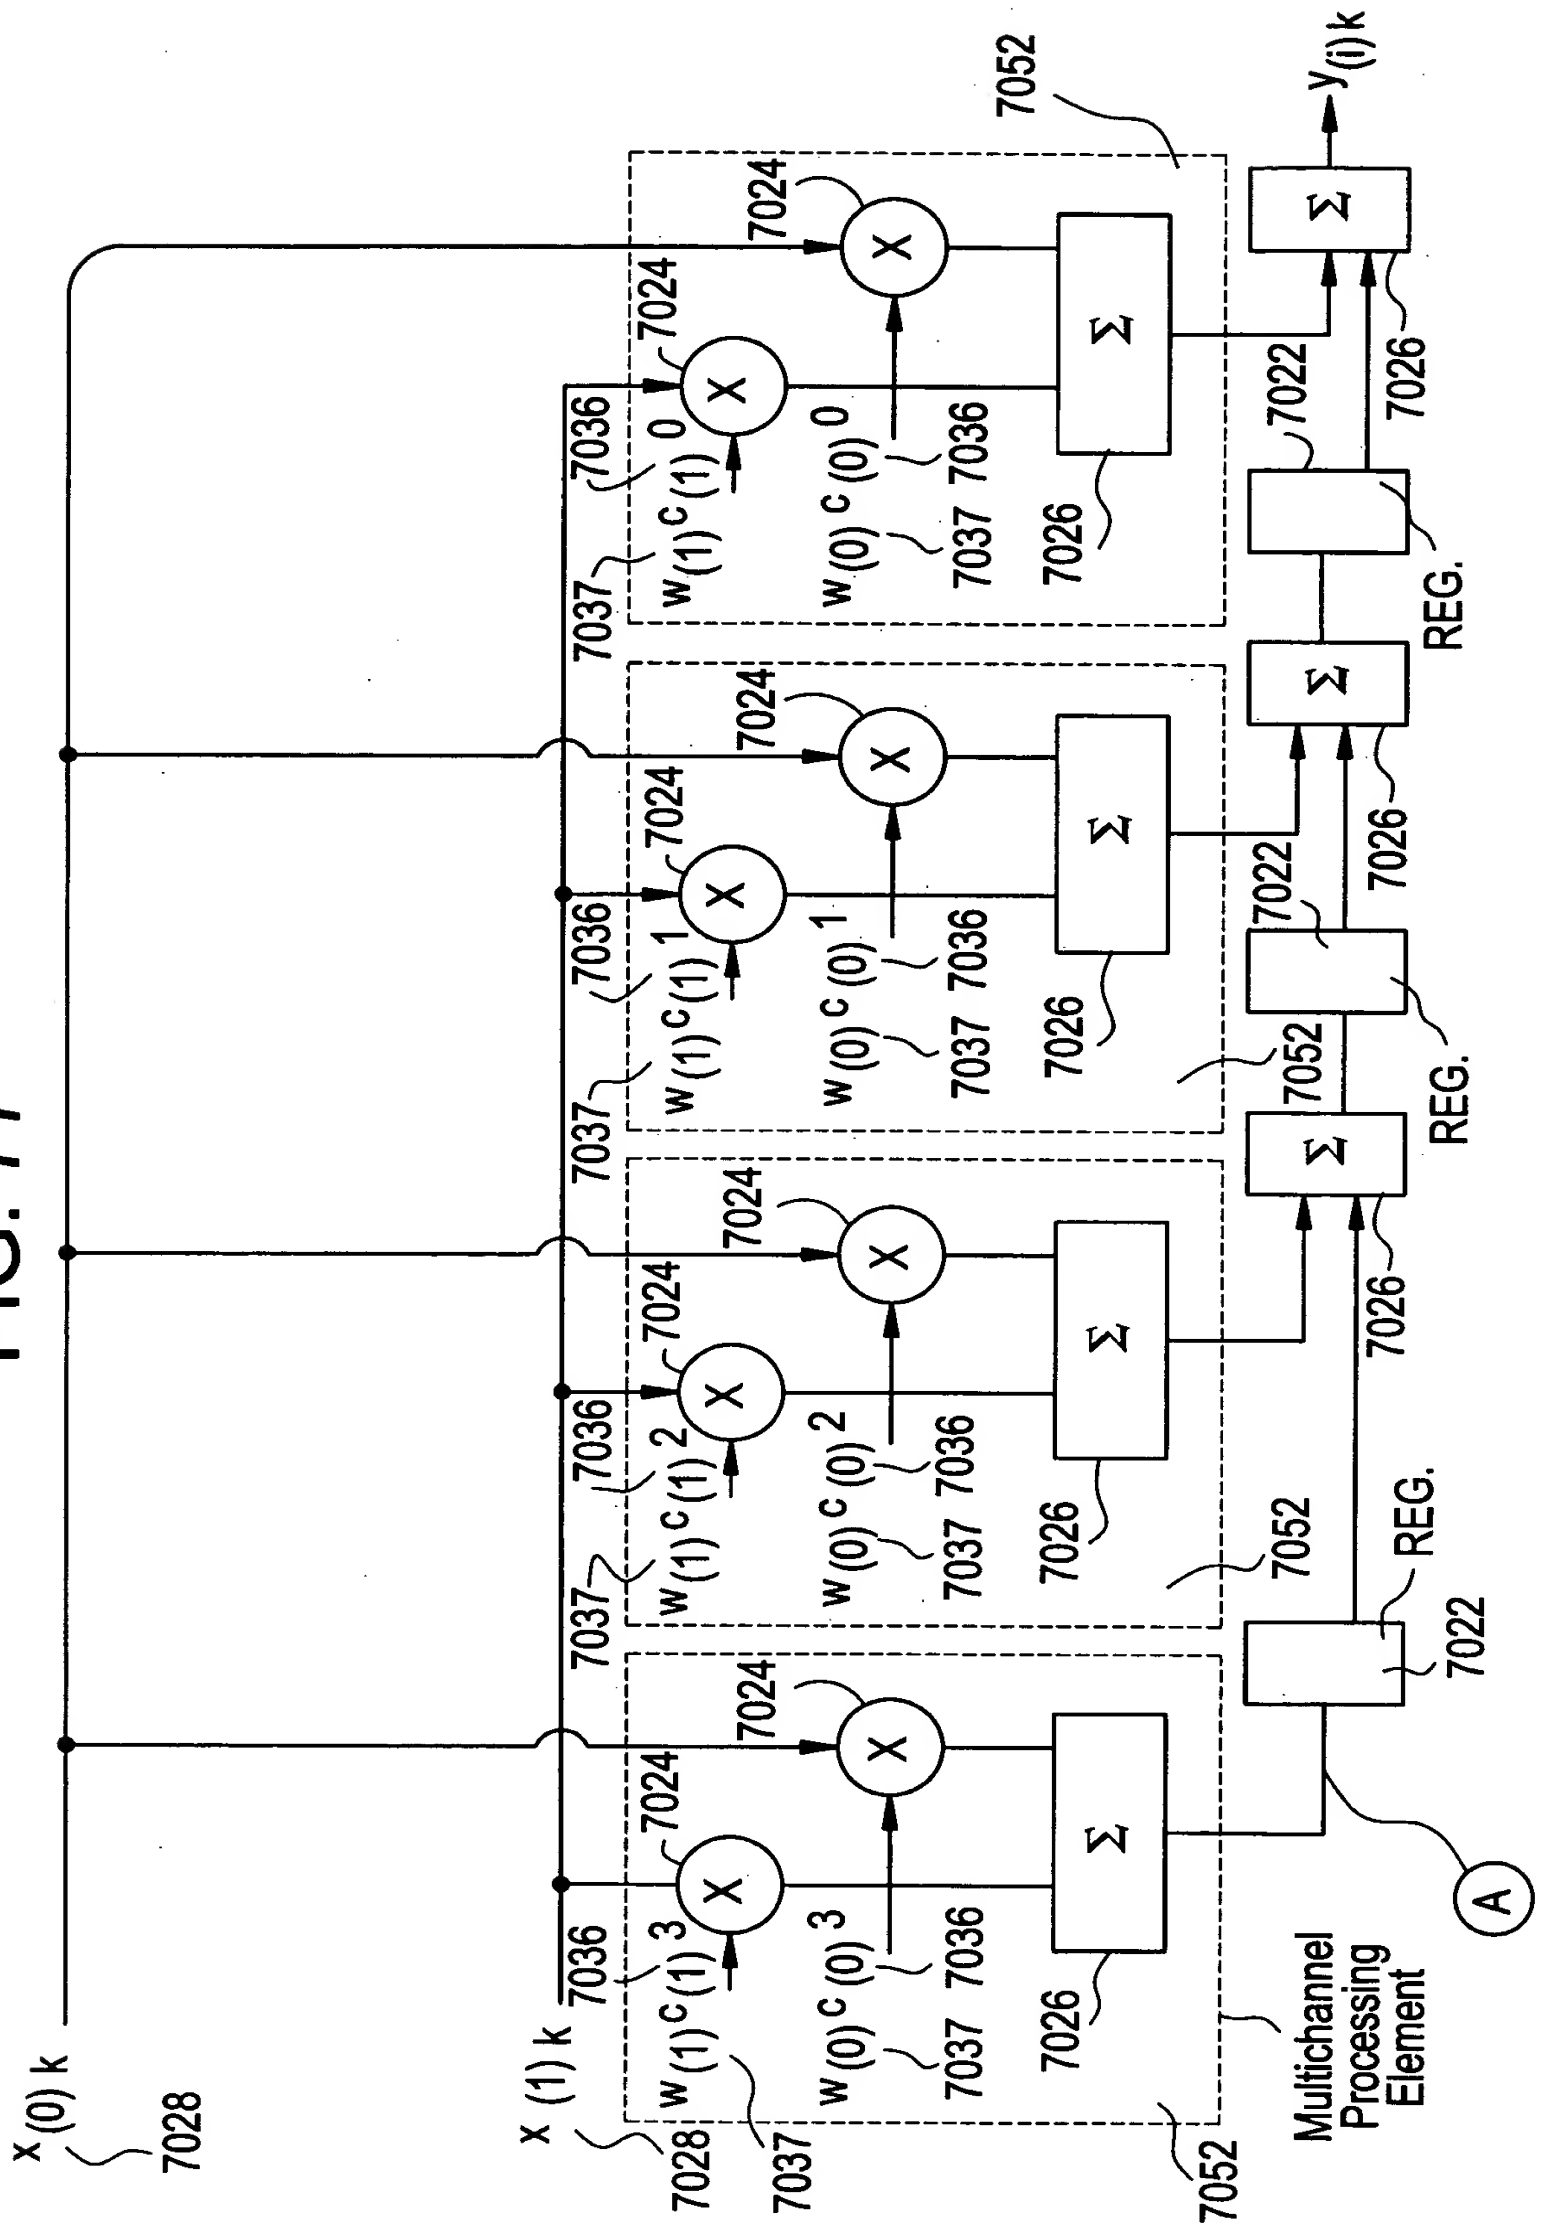 FIG.
x(0)k
7028
x(1)k
7028
7036
7037
7036
7037
7036
7037
7036
w(1)c(1)3
7024
w(1)c(1)2
7024
w(1)c(1)1
7024
w(1)c(1)0
7024
X
X
X
X
7037
7024
7024
7024
7024
w(0)c(0)3
w(0)c(0)2
w(0)c(0)1
w(0)c(0)0
X
X
X
X
7037 7036
7037 7036
7037 7036
7037 7036
7052
7026
Σ
7026
Σ
7026
Σ
7026
Σ
7052
7052
7052
Multichannel
Processing
Element
7022
REG.
Σ
7026
7022
REG.
Σ
7026
7022
REG.
Σ
7026
y(i)k
A